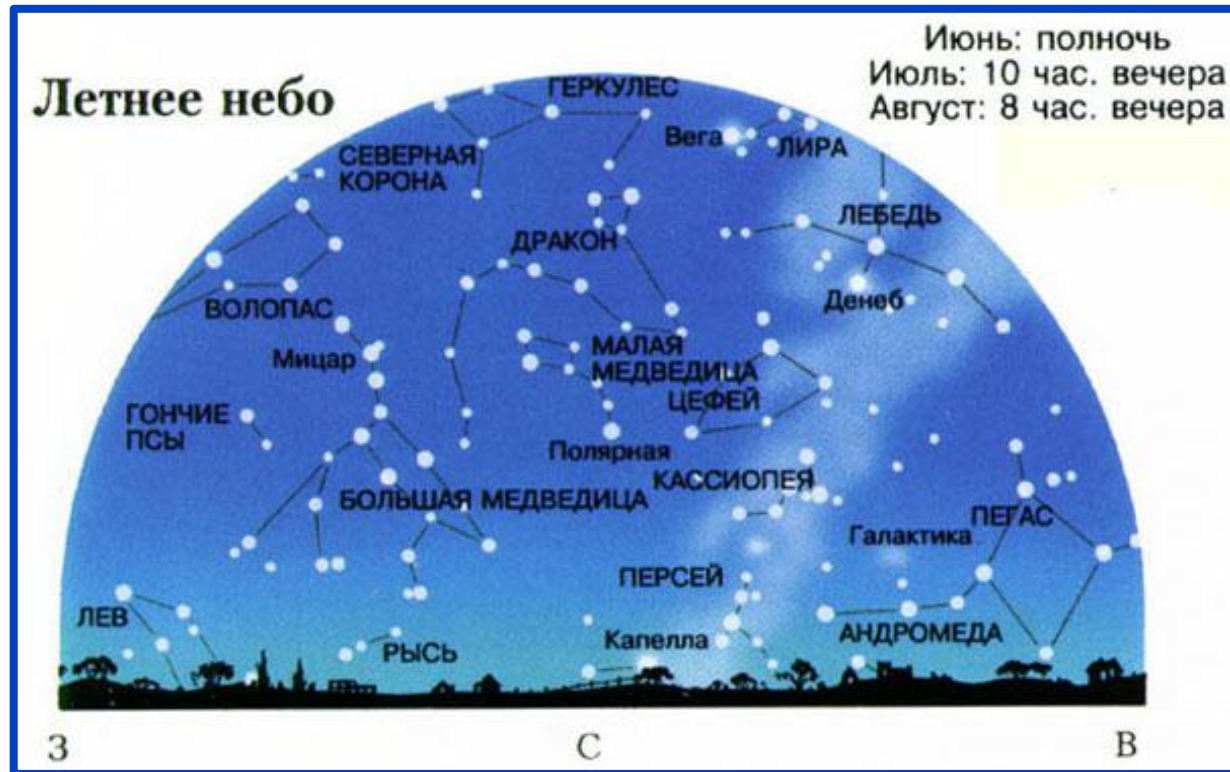 Летнее небо
Июнь: полночь
Июль: 10 час. вечера
Август: 8 час. вечера
ГЕРКУЛЕС
Вега
ЛИРА
СЕВЕРНАЯ
КОРОНА
ЛЕБЕДЬ
ДРАКОН
ВОЛОПАС
Денеб
Мицар
МАЛАЯ
МЕДВЕДИЦА
ЦЕФЕЙ
ГОНЧИЕ
ПСЫ
Полярная
КАССИОПЕЯ
БОЛЬШАЯ МЕДВЕДИЦА
ПЕГАС
Галактика
ПЕРСЕЙ
ЛЕВ
РЫСЬ
Капелла
АНДРОМЕДА
З
С
В